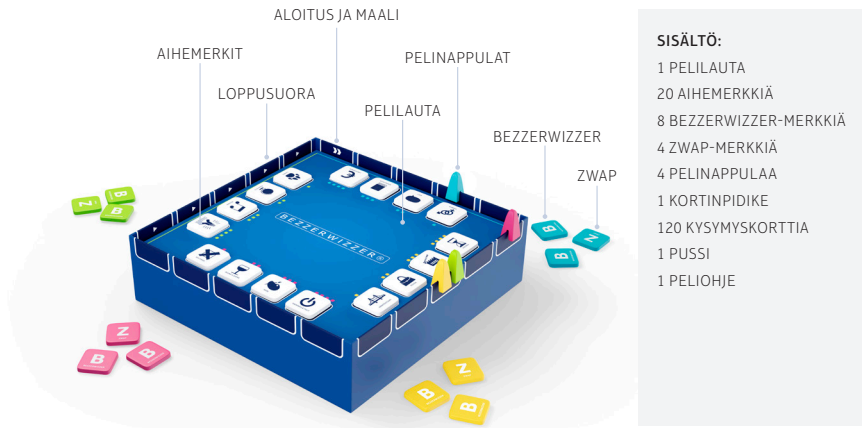 ALOITUS JA MAALI
AIHEMERKIT
PELINAPPULAT
LOPPUSUORA
PELILAUTA
BEZZERWIZZER
ZWAP
BEZZERWIZZER®
Z
B
B
B
Z
B
Z
B
B
Z
B
B
SISÄLTÖ:
1 PELILAUTA
20 AIHEMERKKIÄ
8 BEZZERWIZZER-MERKKIÄ
4 ZWAP-MERKKIÄ
4 PELINAPPULAA
1 KORTINPIDIKE
120 KYSYMYSKORTTIA
1 PUSSI
1 PELIOHJE